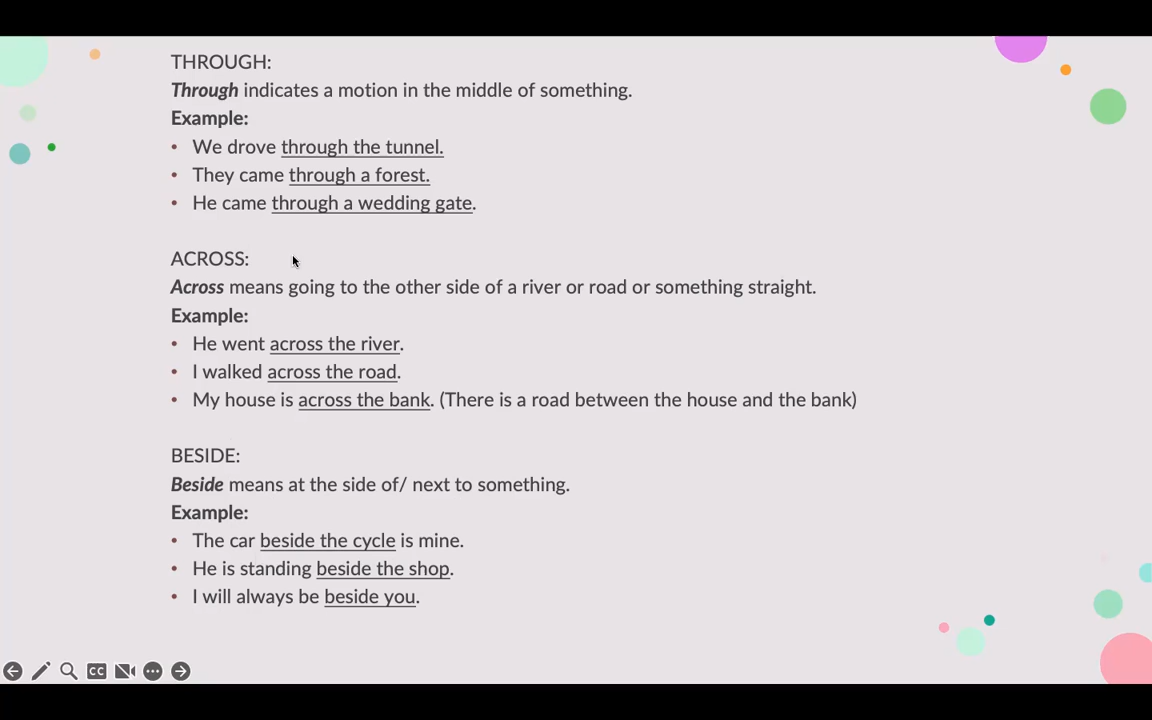 THROUGH:
Through indicates a motion in the middle of something.
Example:
• We drove through the tunnel.
• They came through a forest.
• He came through a wedding gate.
ACROSS:
Across means going to the other side of a river or road or something straight.
Example:
• He went across the river.
• I walked across the road.
• My house is across the bank. (There is a road between the house and the bank)
BESIDE:
Beside means at the side of/ next to something.
Example:
• The car beside the cycle is mine.
• He is standing beside the shop.
• I will always be beside you.
CC